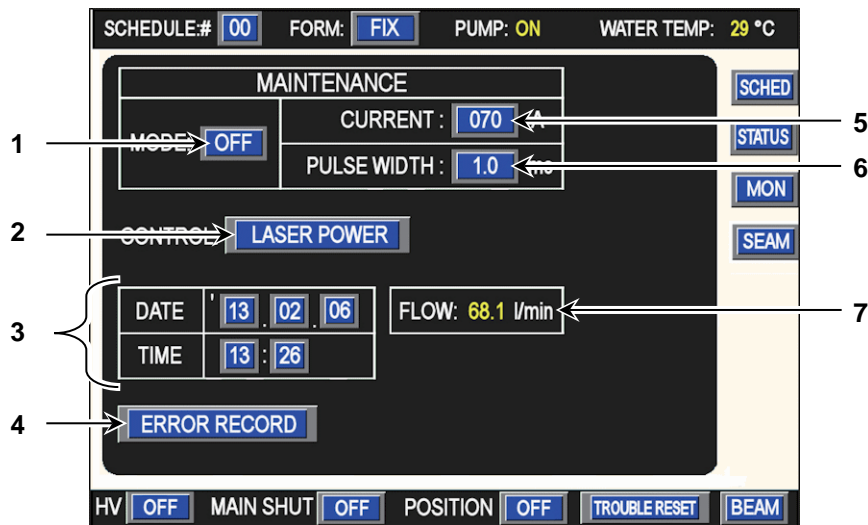 SCHEDULE:# 00 FORM: FIX PUMP: ON WATER TEMP: 29 °C
MAINTENANCE
SCHED
1 MODE: OFF CURRENT : 070 A 5
STATUS
PULSE WIDTH : 1.0 ms 6
MON
2 CONTROL LASER POWER
SEAM
3
DATE ' 13 . 02 . 06 FLOW: 68.1 l/min 7
TIME 13 : 26
4 ERROR RECORD
HV OFF MAIN SHUT OFF POSITION OFF TROUBLE RESET BEAM